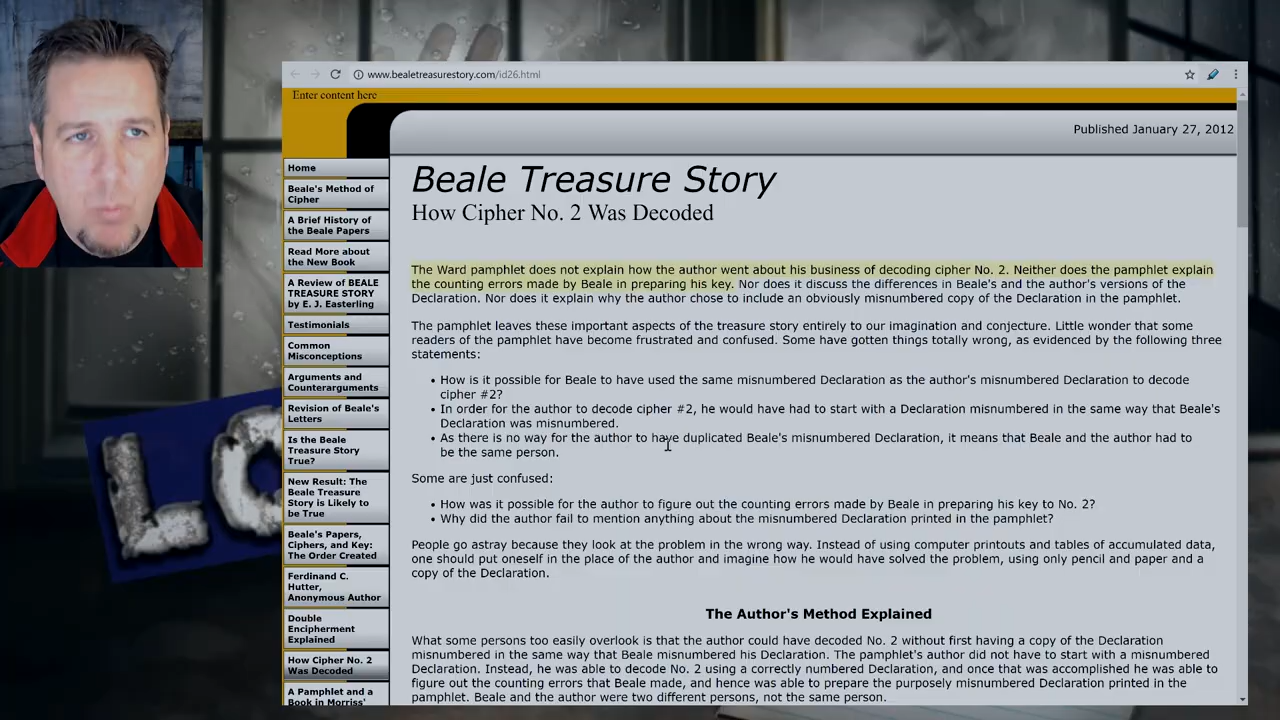 www.bealetreasurestory.com/id26.html
Enter content here
Published January 27, 2012
Beale Treasure Story
How Cipher No. 2 Was Decoded
Home
Beale's Method of
Cipher
A Brief History of
the Beale Papers
Read More about
the New Book
A Review of BEALE
TREASURE STORY
by E. J. Easterling
Testimonials
Common
Misconceptions
Arguments and
Counterarguments
Revision of Beale's
Letters
Is the Beale
Treasure Story
True?
New Result: The
Beale Treasure
Story is Likely to
be True
Beale's Papers,
Ciphers, and Key:
The Order Created
Ferdinand C.
Hutter,
Anonymous Author
Double
Encipherment
Explained
How Cipher No. 2
Was Decoded
A Pamphlet and a
Book in Morriss'
The Ward pamphlet does not explain how the author went about his business of decoding cipher No. 2. Neither does the pamphlet explain
the counting errors made by Beale in preparing his key. Nor does it discuss the differences in Beale's and the author's versions of the
Declaration. Nor does it explain why the author chose to include an obviously misnumbered copy of the Declaration in the pamphlet.
The pamphlet leaves these important aspects of the treasure story entirely to our imagination and conjecture. Little wonder that some
readers of the pamphlet have become frustrated and confused. Some have gotten things totally wrong, as evidenced by the following three
statements:
• How is it possible for Beale to have used the same misnumbered Declaration as the author's misnumbered Declaration to decode
cipher #2?
• In order for the author to decode cipher #2, he would have had to start with a Declaration misnumbered in the same way that Beale's
Declaration was misnumbered.
• As there is no way for the author to have duplicated Beale's misnumbered Declaration, it means that Beale and the author had to
be the same person.
Some are just confused:
• How was it possible for the author to figure out the counting errors made by Beale in preparing his key to No. 2?
• Why did the author fail to mention anything about the misnumbered Declaration printed in the pamphlet?
People go astray because they look at the problem in the wrong way. Instead of using computer printouts and tables of accumulated data,
one should put oneself in the place of the author and imagine how he would have solved the problem, using only pencil and paper and a
copy of the Declaration.
The Author's Method Explained
What some persons too easily overlook is that the author could have decoded No. 2 without first having a copy of the Declaration
misnumbered in the same way that Beale misnumbered his Declaration. The pamphlet's author did not have to start with a misnumbered
Declaration. Instead, he was able to decode No. 2 using a correctly numbered Declaration, and once that was accomplished he was able to
figure out the counting errors that Beale made, and hence was able to prepare the purposely misnumbered Declaration printed in the
pamphlet. Beale and the author were two different persons, not the same person.